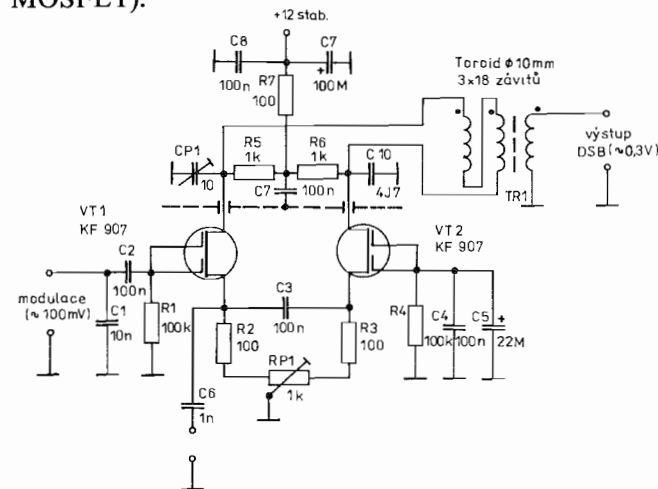 MOSFET).
+12 stab.
C8
100n
C7
100M
+
R7
100
Toroid ϕ 10mm
3×18 závitů
CP1
10
R5
1k
R6
1k
C10
4J7
C7
100n
TR1
výstup
DSB (~0,3V)
VT1
KF 907
VT2
KF 907
C2
100n
modulace
(~100mV)
C1
10n
R1
100k
C3
100n
R2
100
R3
100
R4
100k
C4
100n
C5
+
22M
RP1
1k
C6
1n